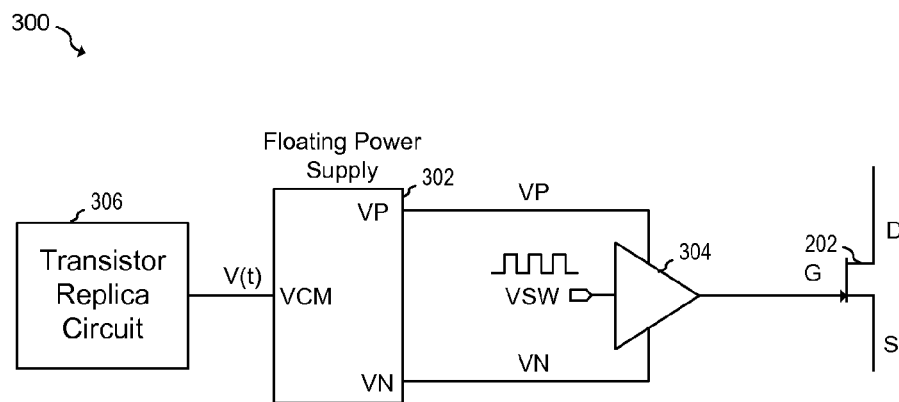 300
Floating Power
Supply
302
306
VP
VP
304
202
D
G
Transistor
Replica
Circuit
V(t)
VCM
VSW
VN
VN
S